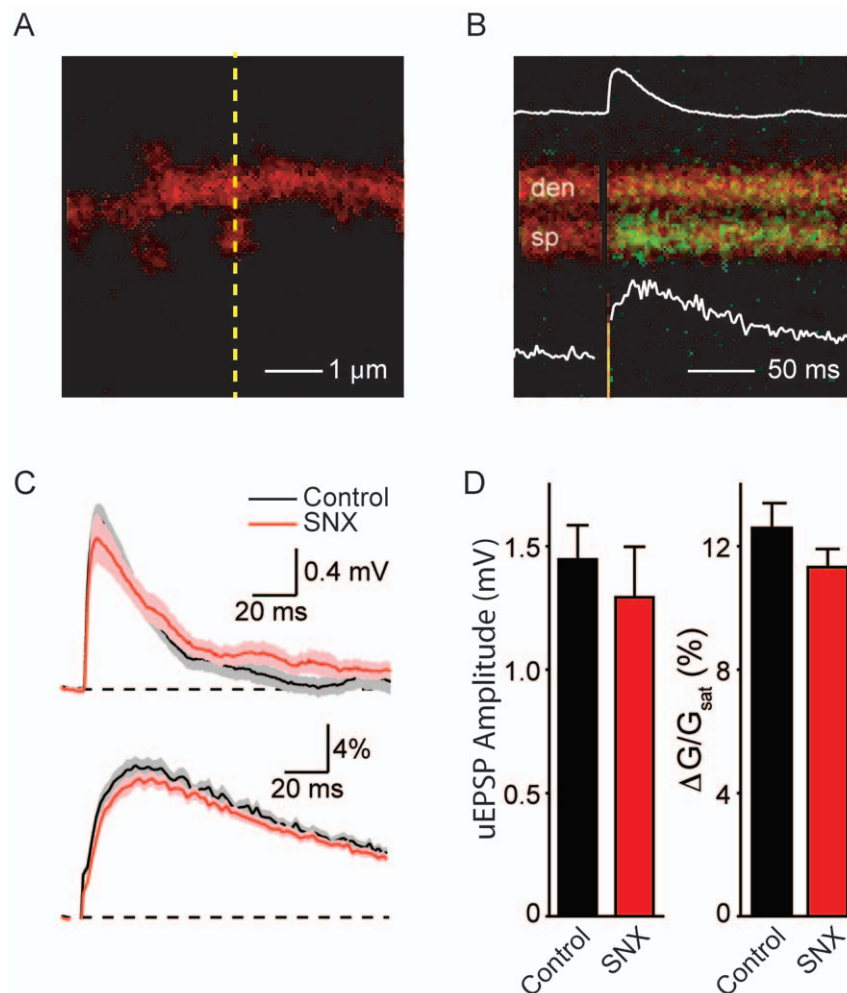 A
1 µm
B
den
sp
50 ms
C
Control
SNX
0.4 mV
20 ms
4%
20 ms
D
uEPSP Amplitude (mV)
1.5
1.0
0.5
0
Control
SNX
ΔG/Gsat (%)
12
8
4
0
Control
SNX